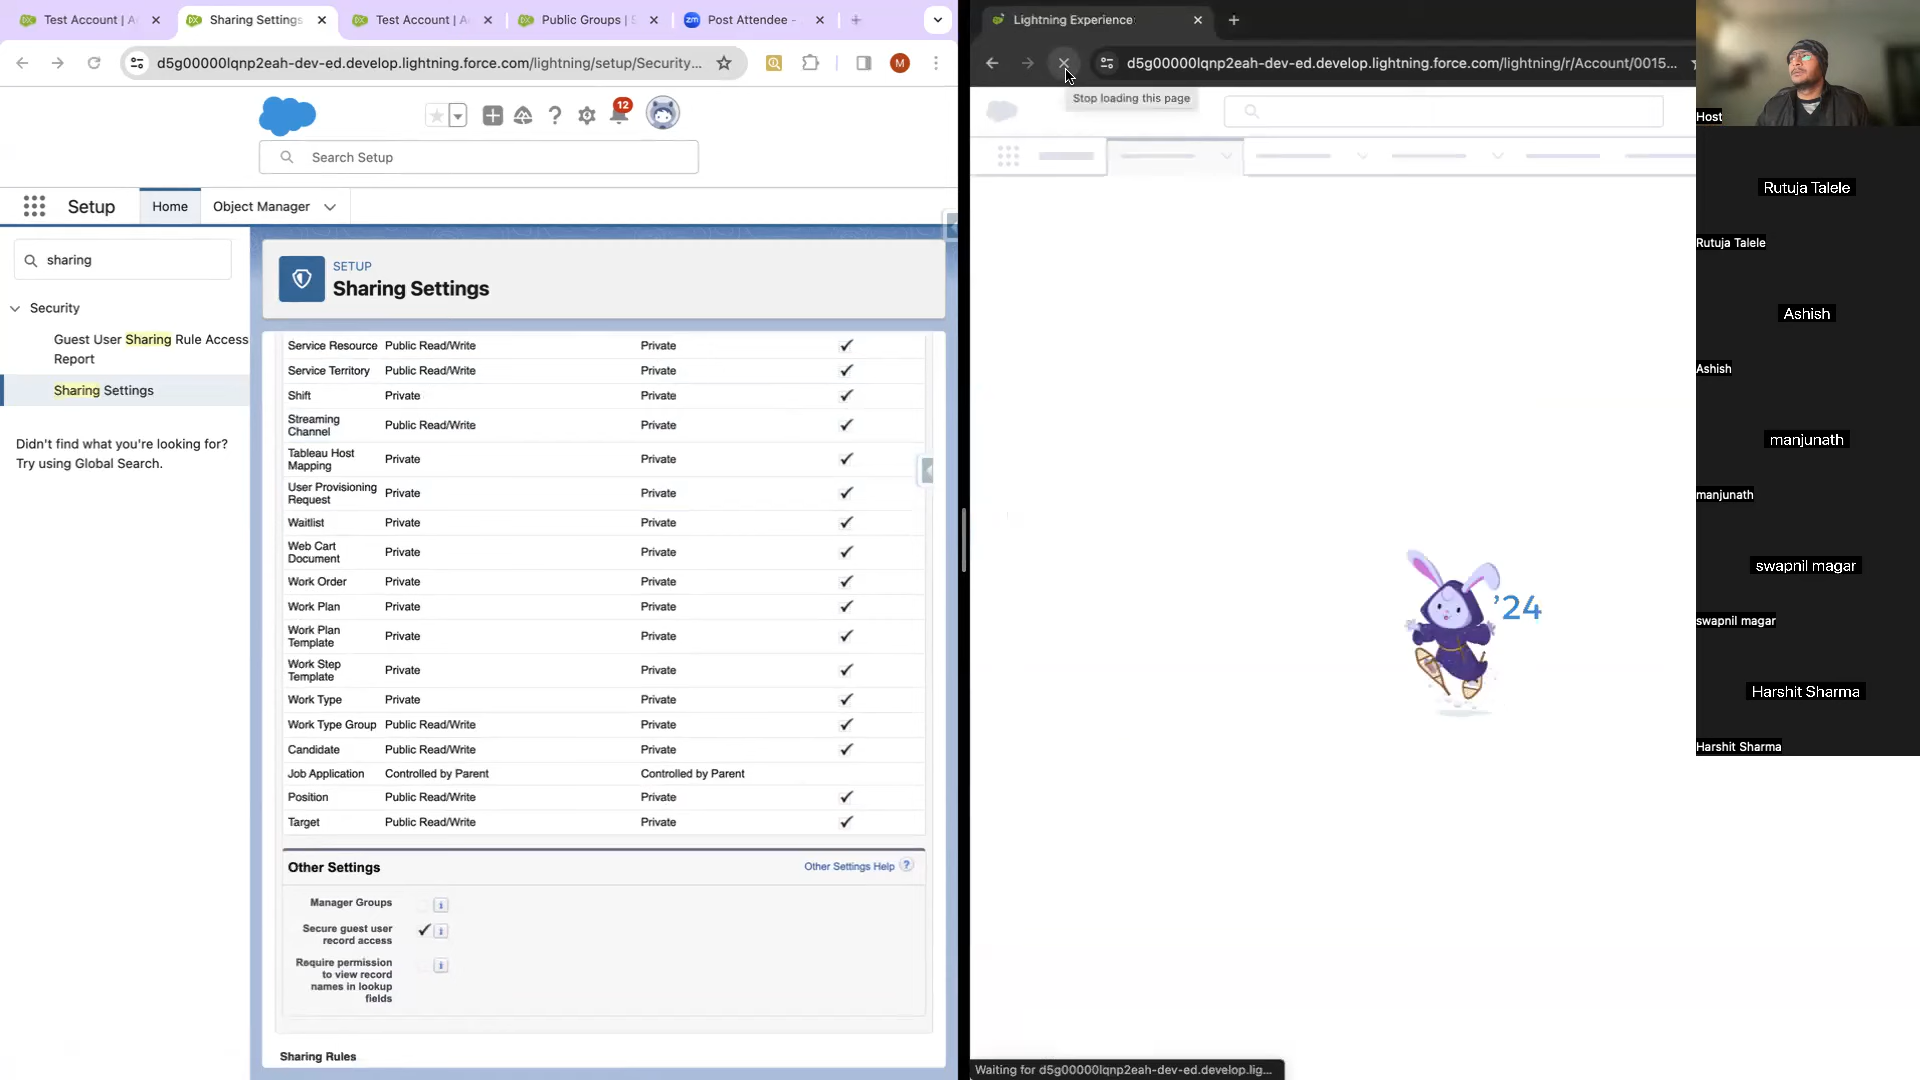 Test Account | A
Sharing Settings
Test Account | A
Public Groups | S
Post Attendee -
Lightning Experience
d5g00000lqnp2eah-dev-ed.develop.lightning.force.com/lightning/setup/Security...
M
d5g00000lqnp2eah-dev-ed.develop.lightning.force.com/lightning/r/Account/0015...
Stop loading this page
12
Search Setup
Setup
Home
Object Manager
sharing
Security
Guest User Sharing Rule Access
Report
Sharing Settings
Didn't find what you're looking for?
Try using Global Search.
SETUP
Sharing Settings
Service Resource Public Read/Write Private
Service Territory Public Read/Write Private
Shift Private Private
Streaming
Channel Public Read/Write Private
Tableau Host
Mapping Private Private
User Provisioning
Request Private Private
Waitlist Private Private
Web Cart
Document Private Private
Work Order Private Private
Work Plan Private Private
Work Plan
Template Private Private
Work Step
Template Private Private
Work Type Private Private
Work Type Group Public Read/Write Private
Candidate Public Read/Write Private
Job Application Controlled by Parent Controlled by Parent
Position Public Read/Write Private
Target Public Read/Write Private
Other Settings
Other Settings Help ?
Manager Groups
Secure guest user
record access
Require permission
to view record
names in lookup
fields
Sharing Rules
'24
Waiting for d5g00000lqnp2eah-dev-ed.develop.lig...
Host
Rutuja Talele
Rutuja Talele
Ashish
Ashish
manjunath
manjunath
swapnil magar
swapnil magar
Harshit Sharma
Harshit Sharma